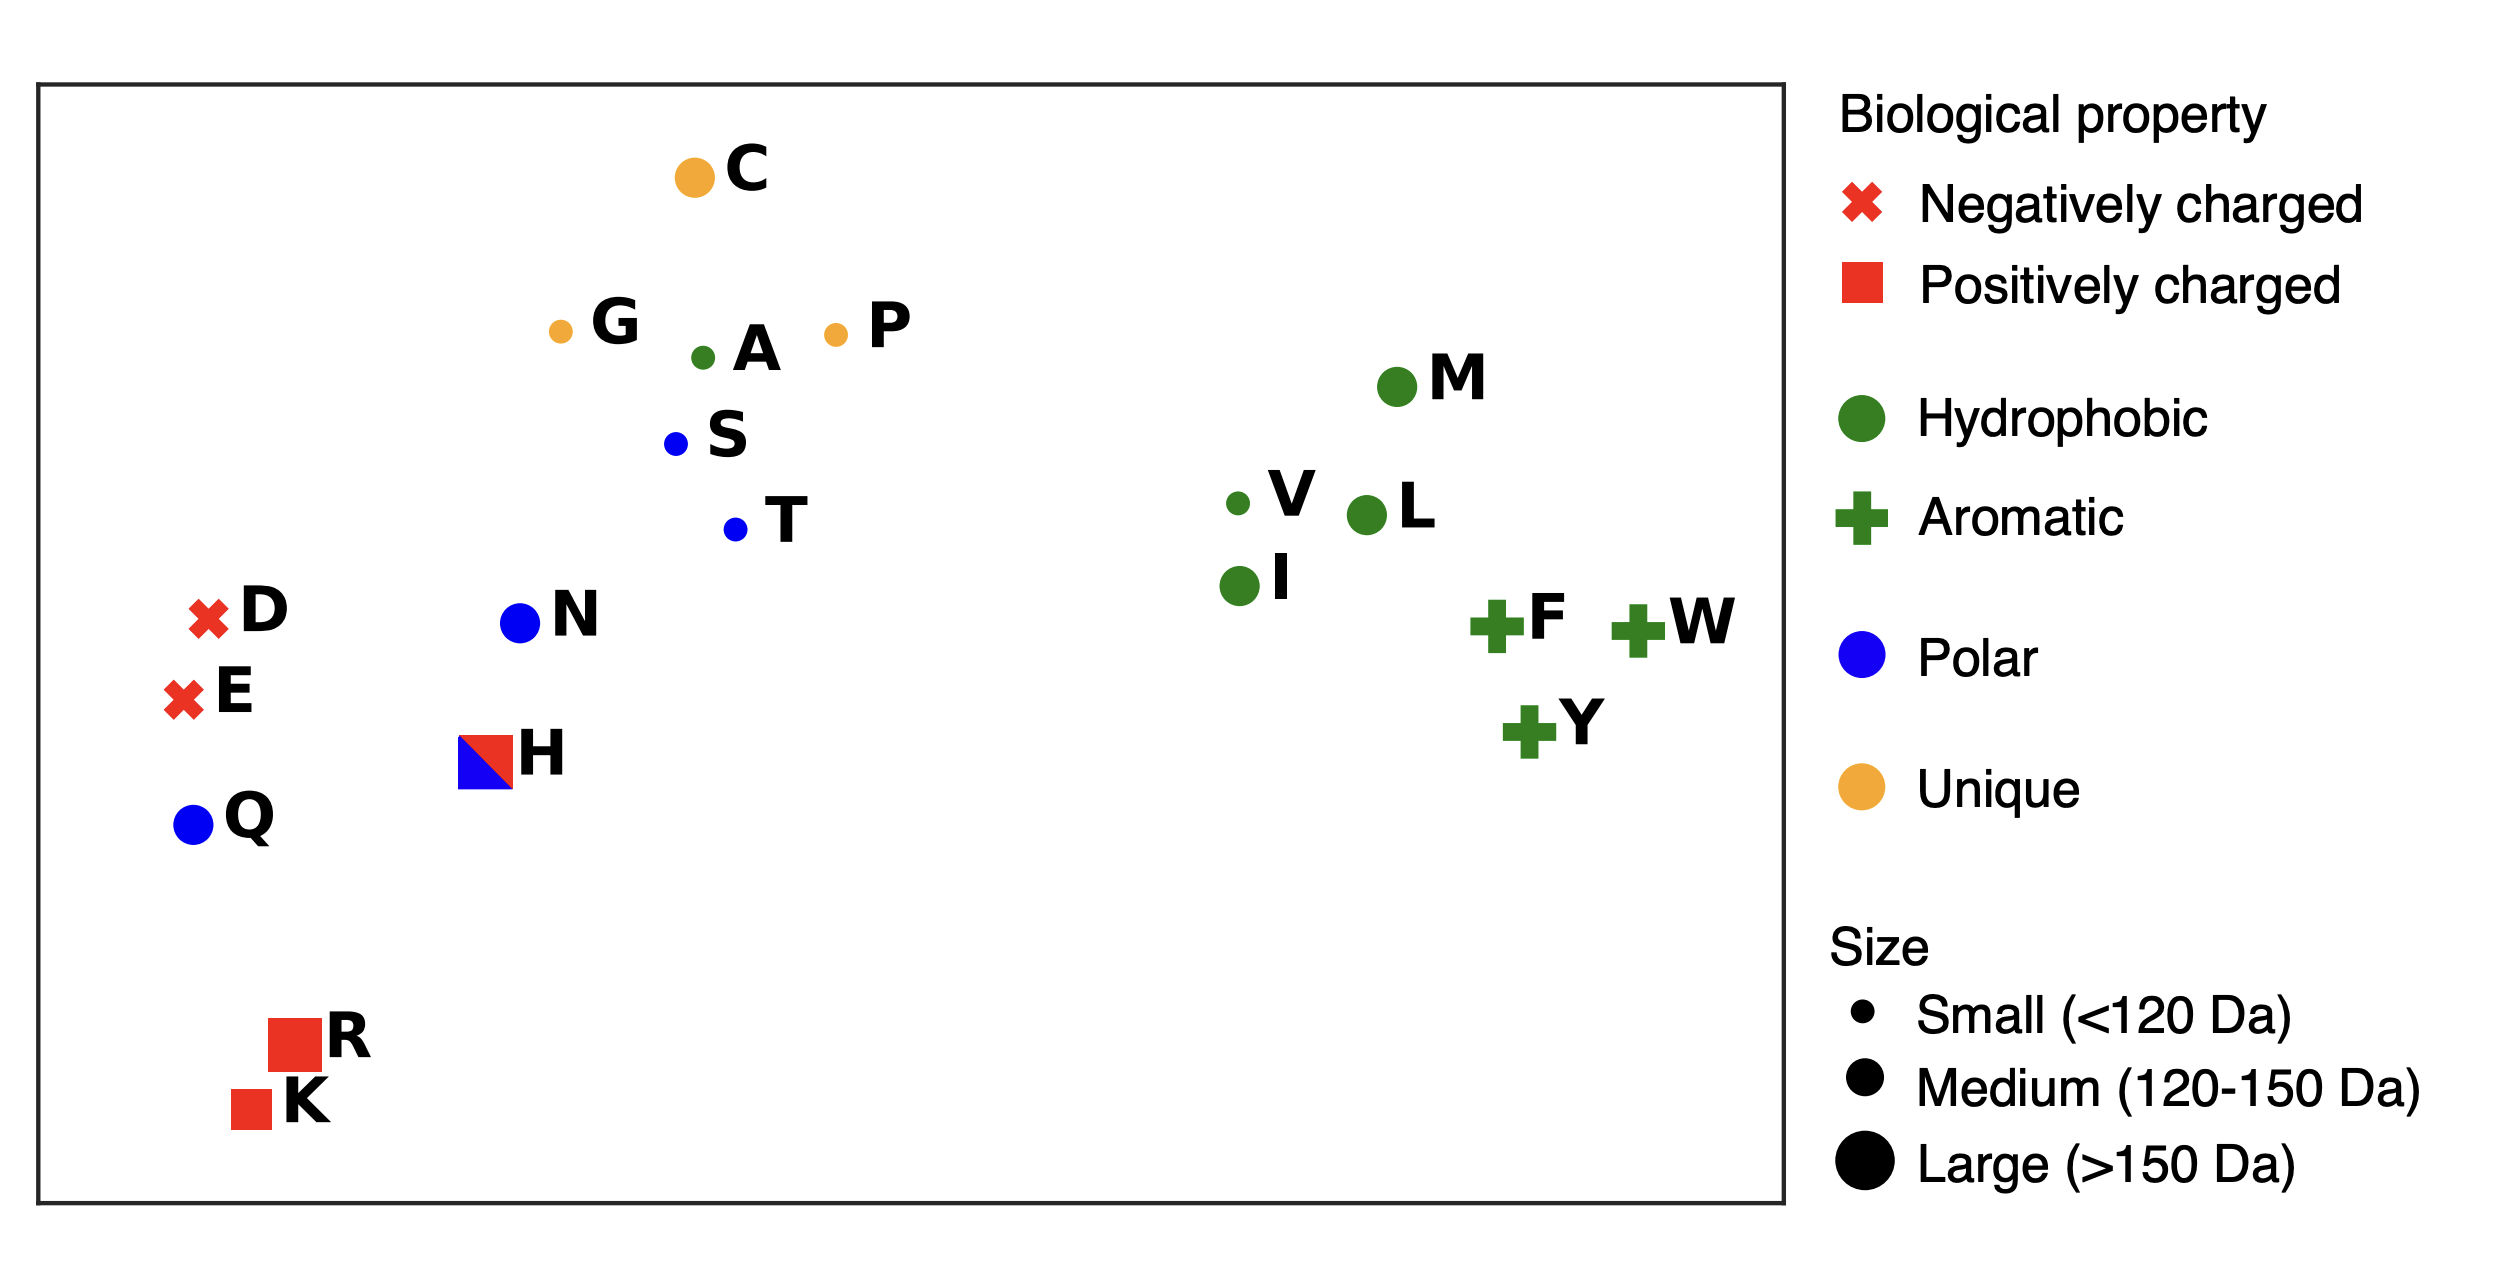 C
G
A
P
S
T
M
V
L
I
D
N
F
W
E
Y
H
Q
R
K
Biological property
Negatively charged
Positively charged
Hydrophobic
Aromatic
Polar
Unique
Size
Small (<120 Da)
Medium (120-150 Da)
Large (>150 Da)